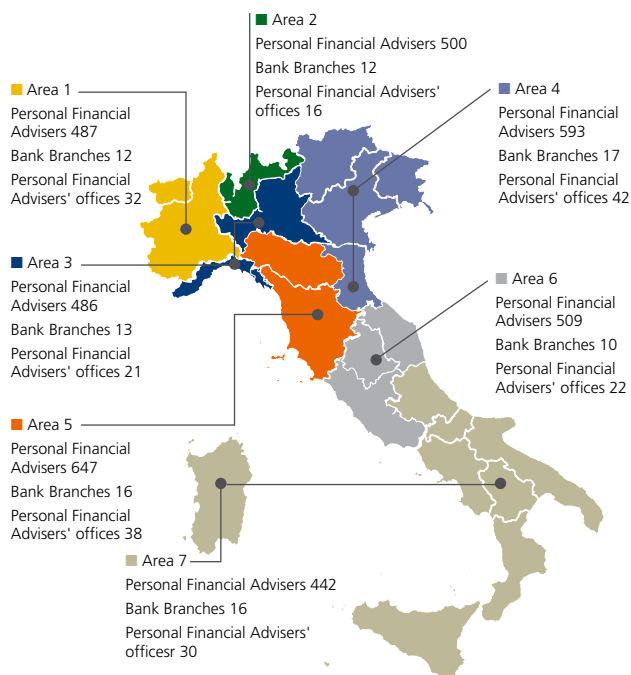 Area 2
Personal Financial Advisers 500
Bank Branches 12
Personal Financial Advisers'
offices 16
Area 1
Personal Financial
Advisers 487
Bank Branches 12
Personal Financial
Advisers' offices 32
Area 4
Personal Financial
Advisers 593
Bank Branches 17
Personal Financial
Advisers' offices 42
Area 3
Personal Financial
Advisers 486
Bank Branches 13
Personal Financial
Advisers' offices 21
Area 6
Personal Financial
Advisers 509
Bank Branches 10
Personal Financial
Advisers' offices 22
Area 5
Personal Financial
Advisers 647
Bank Branches 16
Personal Financial
Advisers' offices 38
Area 7
Personal Financial Advisers 442
Bank Branches 16
Personal Financial Advisers'
officesr 30